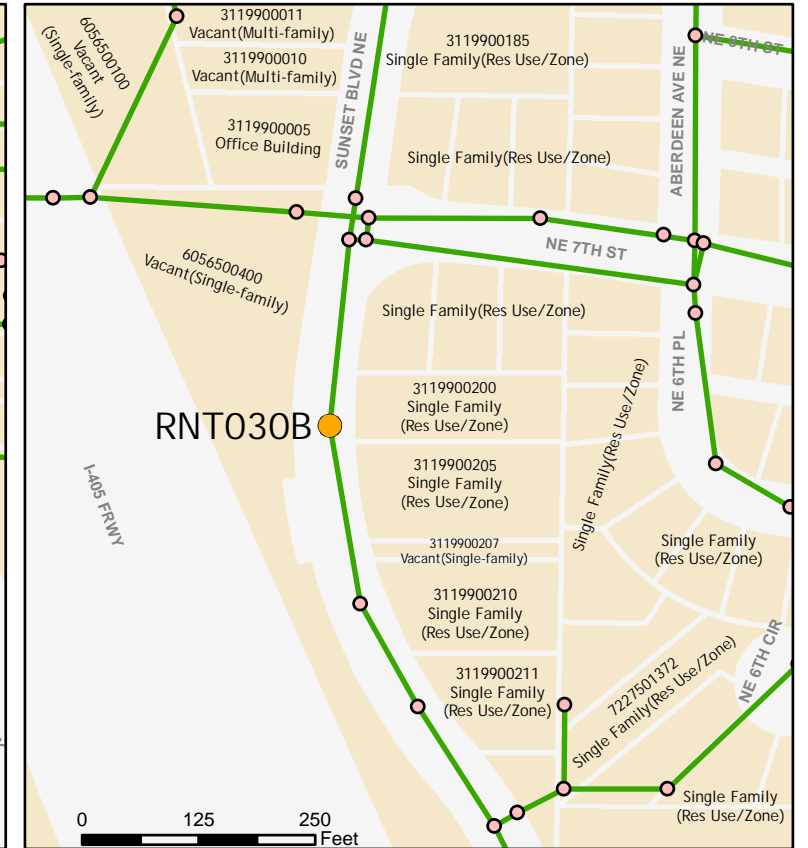 6056500100
Vacant
(Single-family)
3119900011
Vacant(Multi-family)
3119900010
Vacant(Multi-family)
3119900005
Office Building
SUNSET BLVD NE
3119900185
Single Family(Res Use/Zone)
Single Family(Res Use/Zone)
ABERDEEN AVE NE
NE 9TH ST
NE 7TH ST
6056500400
Vacant(Single-family)
Single Family(Res Use/Zone)
NE 6TH PL
3119900200
Single Family
(Res Use/Zone)
RNT030B
3119900205
Single Family
(Res Use/Zone)
Single Family(Res Use/Zone)
I-405 FRWY
3119900207
Vacant(Single-family)
Single Family
(Res Use/Zone)
3119900210
Single Family
(Res Use/Zone)
3119900211
Single Family
(Res Use/Zone)
7227501372
Single Family(Res Use/Zone)
NE 6TH CIR
Single Family
(Res Use/Zone)
0 125 250
Feet